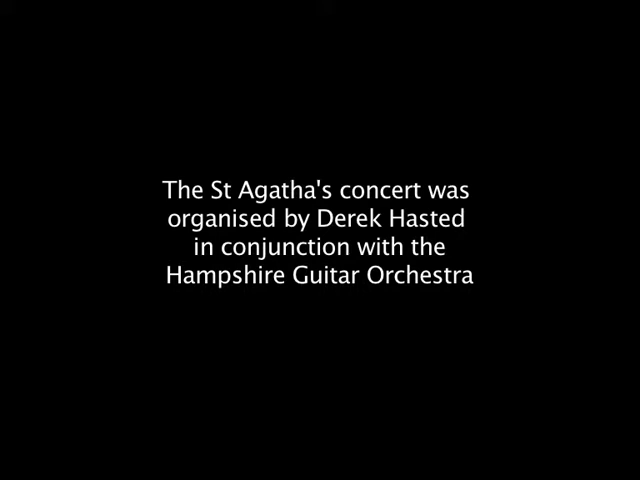 The St Agatha's concert was
organised by Derek Hasted
in conjunction with the
Hampshire Guitar Orchestra